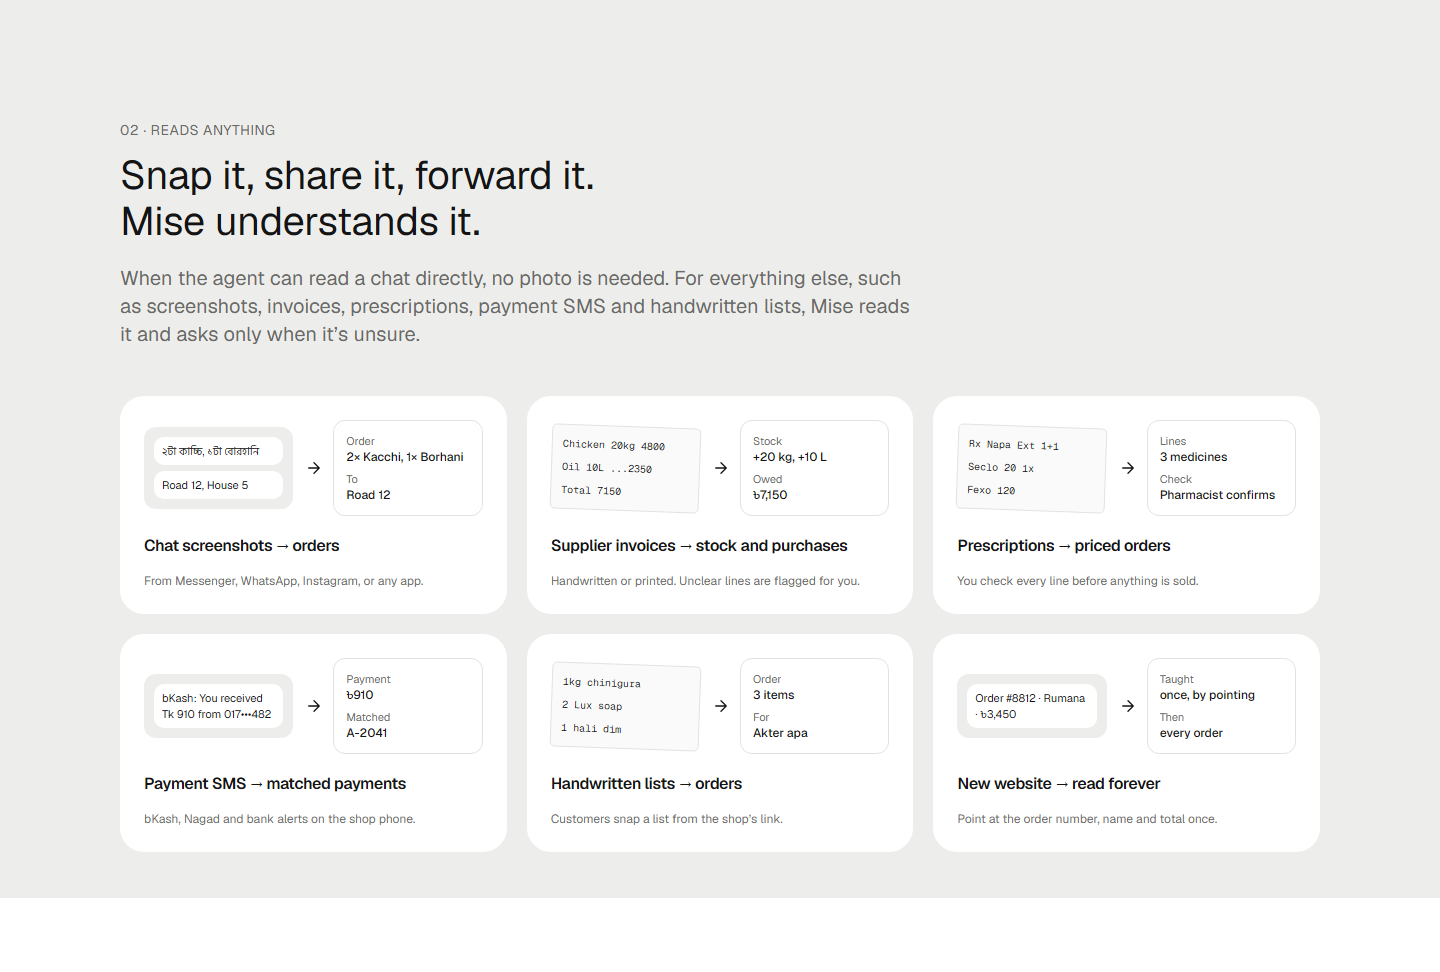 02 · READS ANYTHING
Snap it, share it, forward it.
Mise understands it.
When the agent can read a chat directly, no photo is needed. For everything else, such
as screenshots, invoices, prescriptions, payment SMS and handwritten lists, Mise reads
it and asks only when it’s unsure.
২টা কাচ্চি, ১টা বোরহানি
Road 12, House 5
→
Order
2× Kacchi, 1× Borhani
To
Road 12
Chat screenshots → orders
From Messenger, WhatsApp, Instagram, or any app.
Chicken 20kg 4800
Oil 10L ...2350
Total 7150
→
Stock
+20 kg, +10 L
Owed
৳7,150
Supplier invoices → stock and purchases
Handwritten or printed. Unclear lines are flagged for you.
Rx Napa Ext 1+1
Seclo 20 1x
Fexo 120
→
Lines
3 medicines
Check
Pharmacist confirms
Prescriptions → priced orders
You check every line before anything is sold.
bKash: You received
Tk 910 from 017•••482
→
Payment
৳910
Matched
A-2041
Payment SMS → matched payments
bKash, Nagad and bank alerts on the shop phone.
1kg chinigura
2 Lux soap
1 hali dim
→
Order
3 items
For
Akter apa
Handwritten lists → orders
Customers snap a list from the shop's link.
Order #8812 · Rumana
· ৳3,450
→
Taught
once, by pointing
Then
every order
New website → read forever
Point at the order number, name and total once.